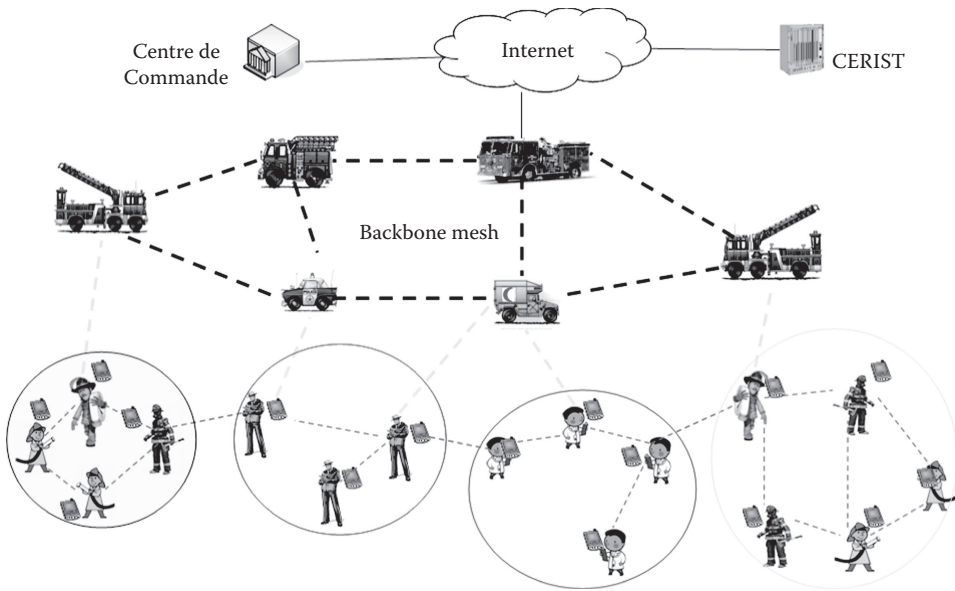 Centre de
Commande
Internet
CERIST
Backbone mesh